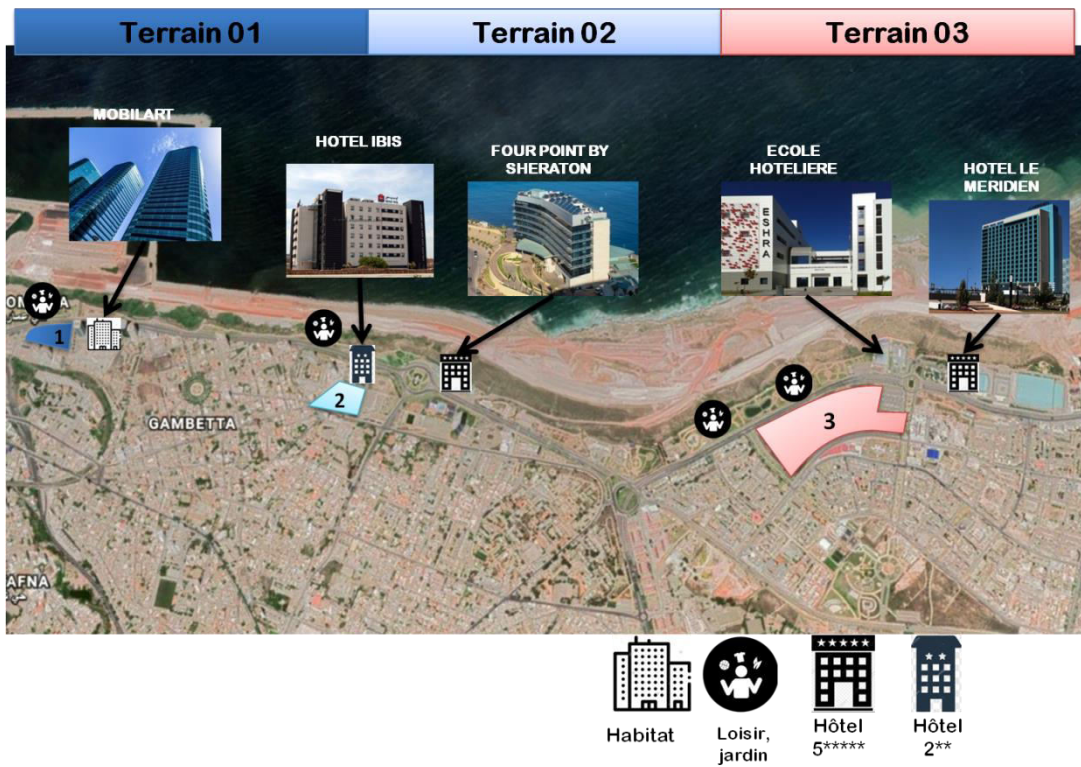 Terrain 01
Terrain 02
Terrain 03
MOBILART
HOTEL IBIS
FOUR POINT BY
SHERATON
ECOLE
HOTELIERE
HOTEL LE
MERIDIEN
ESHRA
1
2
3
GAMBETTA
AFNA
Habitat
Loisir,
jardin
Hôtel
5*****
Hôtel
2**